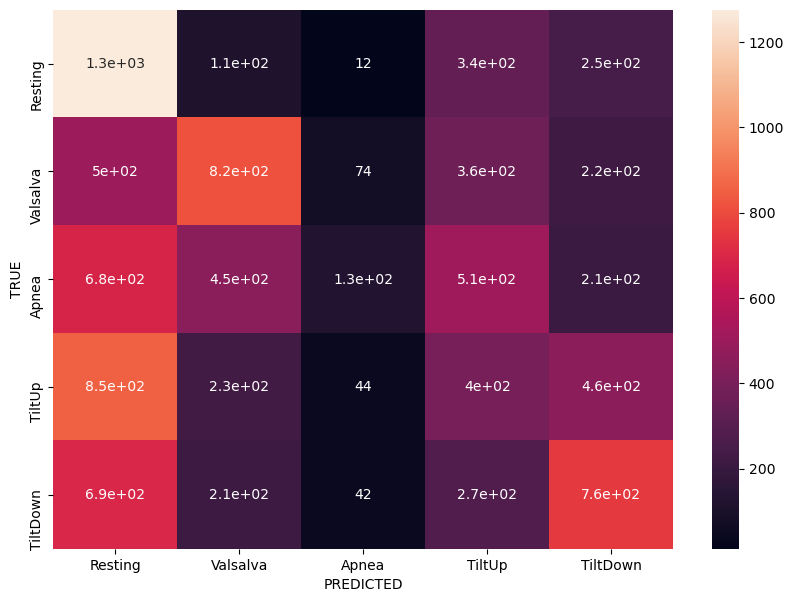 Resting 1.3e+03 1.1e+02 12 3.4e+02 2.5e+02
Valsalva 5e+02 8.2e+02 74 3.6e+02 2.2e+02
Apnea 6.8e+02 4.5e+02 1.3e+02 5.1e+02 2.1e+02
TiltUp 8.5e+02 2.3e+02 44 4e+02 4.6e+02
TiltDown 6.9e+02 2.1e+02 42 2.7e+02 7.6e+02
TRUE
Resting Valsalva Apnea TiltUp TiltDown
PREDICTED
1200
1000
800
600
400
200